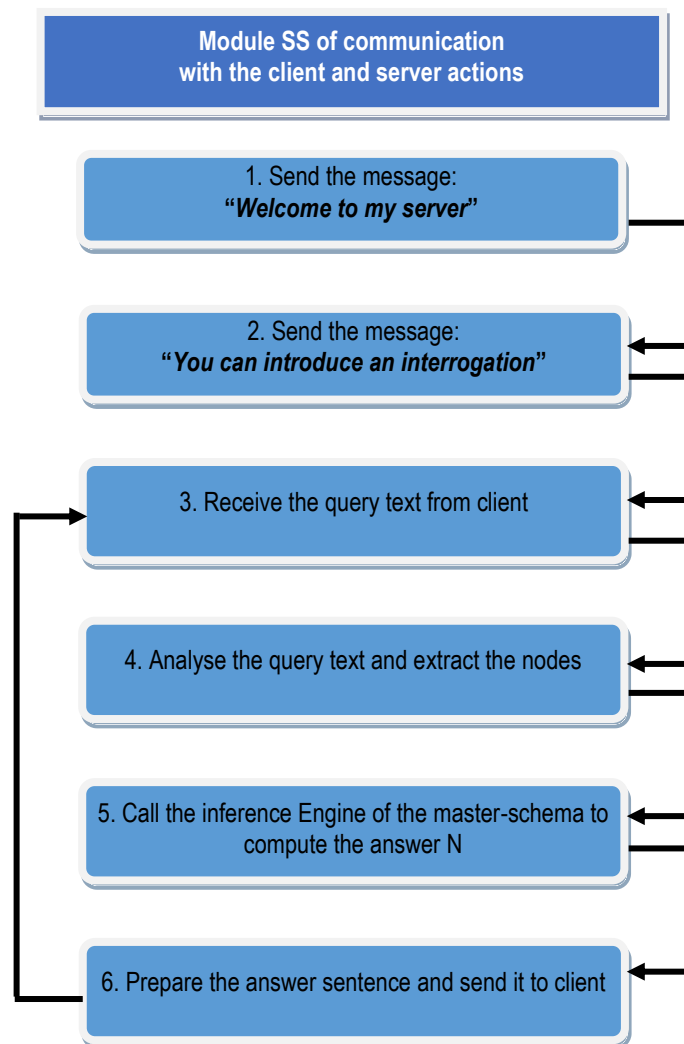 Module SS of communication
with the client and server actions
1. Send the message:
“Welcome to my server”
2. Send the message:
“You can introduce an interrogation”
3. Receive the query text from client
4. Analyse the query text and extract the nodes
5. Call the inference Engine of the master-schema to
compute the answer N
6. Prepare the answer sentence and send it to client